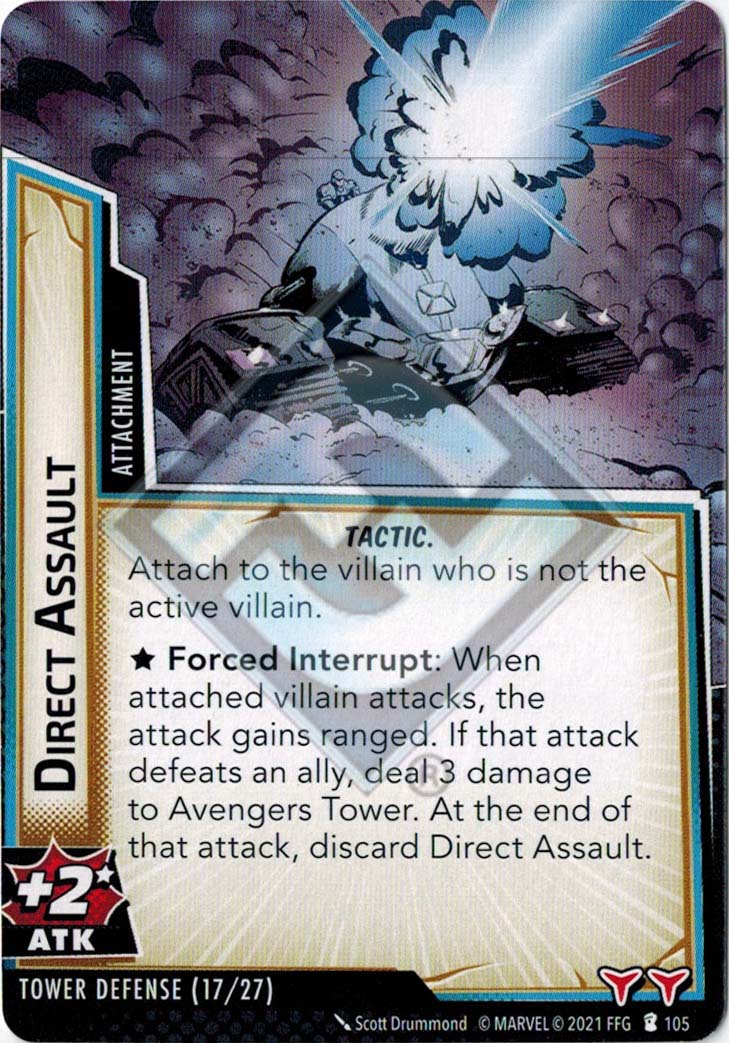 ATTACHMENT
DIRECT ASSAULT
TACTIC.
Attach to the villain who is not the
active villain.
★ Forced Interrupt: When
attached villain attacks, the
attack gains ranged. If that attack
defeats an ally, deal 3 damage
to Avengers Tower. At the end of
that attack, discard Direct Assault.
®
+2★
ATK
TOWER DEFENSE (17/27)
Scott Drummond © MARVEL © 2021 FFG 105